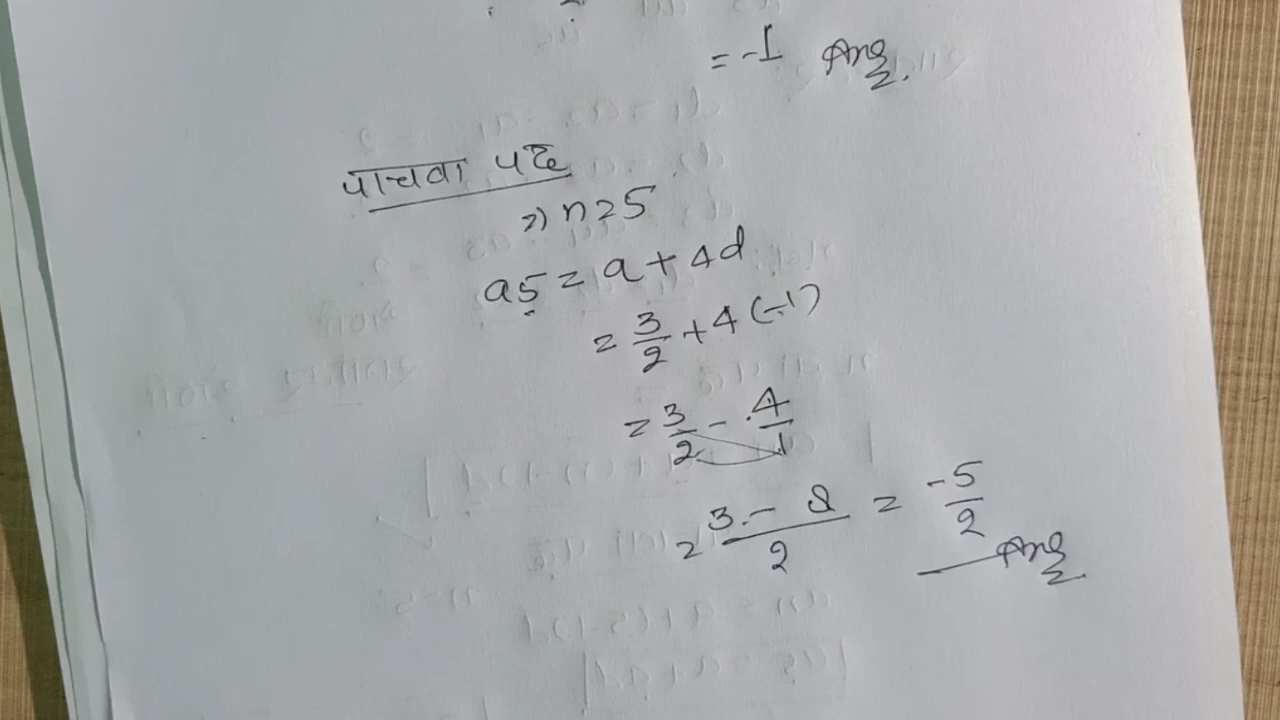 = -1 Ans.
पाचवा पद
⇒ n = 5
a5 = a + 4d
= 3/2 + 4(-1)
= 3/2 - 4/1
= 3 - 8/2 = -5/2
Ans